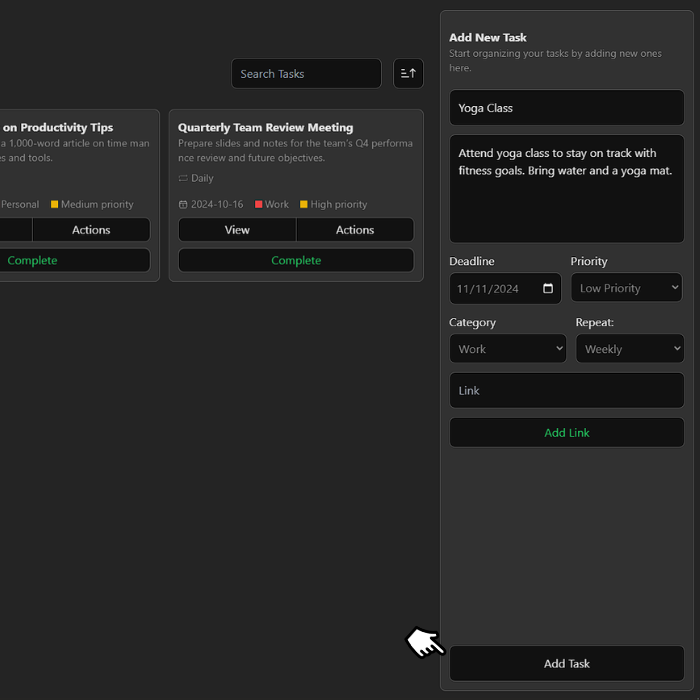 Search Tasks
on Productivity Tips
a 1,000-word article on time man
s and tools.
Personal Medium priority
Actions
Complete
Quarterly Team Review Meeting
Prepare slides and notes for the team's Q4 performa
nce review and future objectives.
Daily
2024-10-16 Work High priority
View Actions
Complete
Add New Task
Start organizing your tasks by adding new ones
here.
Yoga Class
Attend yoga class to stay on track with
fitness goals. Bring water and a yoga mat.
Deadline Priority
11/11/2024 Low Priority
Category Repeat:
Work Weekly
Link
Add Link
Add Task